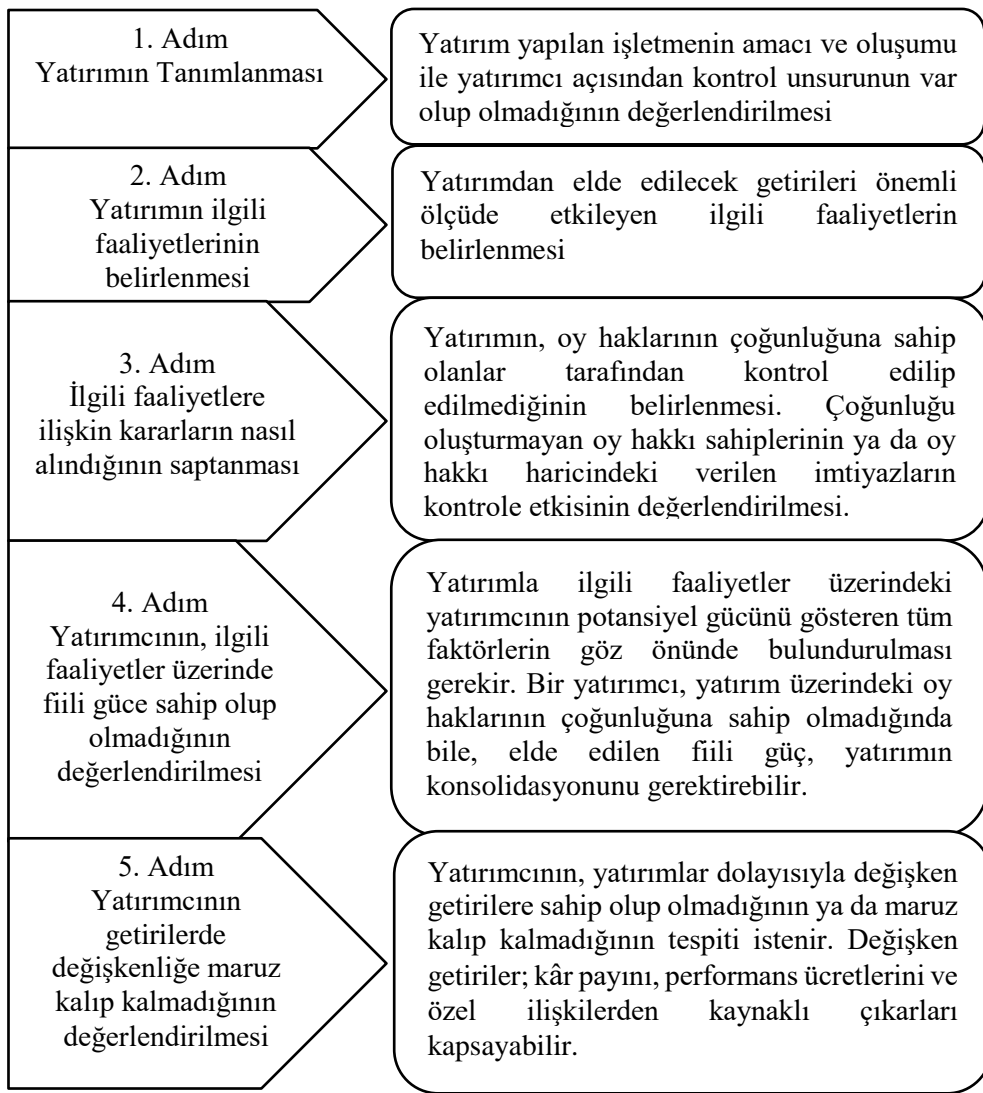 1. Adım
Yatırımın Tanımlanması
Yatırım yapılan işletmenin amacı ve oluşumu
ile yatırımcı açısından kontrol unsurunun var
olup olmadığının değerlendirilmesi
2. Adım
Yatırımın ilgili
faaliyetlerinin
belirlenmesi
Yatırımdan elde edilecek getirileri önemli
ölçüde etkileyen ilgili faaliyetlerin
belirlenmesi
3. Adım
İlgili faaliyetlere
ilişkin kararların nasıl
alındığının saptanması
Yatırımın, oy haklarının çoğunluğuna sahip
olanlar tarafından kontrol edilip
edilmediğinin belirlenmesi. Çoğunluğu
oluşturmayan oy hakkı sahiplerinin ya da oy
hakkı haricindeki verilen imtiyazların
kontrole etkisinin değerlendirilmesi.
4. Adım
Yatırımcının, ilgili
faaliyetler üzerinde
fiili güce sahip olup
olmadığının
değerlendirilmesi
Yatırımla ilgili faaliyetler üzerindeki
yatırımcının potansiyel gücünü gösteren tüm
faktörlerin göz önünde bulundurulması
gerekir. Bir yatırımcı, yatırım üzerindeki oy
haklarının çoğunluğuna sahip olmadığında
bile, elde edilen fiili güç, yatırımın
konsolidasyonunu gerektirebilir.
5. Adım
Yatırımcının
getirilerde
değişkenliğe maruz
kalıp kalmadığının
değerlendirilmesi
Yatırımcının, yatırımlar dolayısıyla değişken
getirilere sahip olup olmadığının ya da maruz
kalıp kalmadığının tespiti istenir. Değişken
getiriler; kâr payını, performans ücretlerini ve
özel ilişkilerden kaynaklı çıkarları
kapsayabilir.